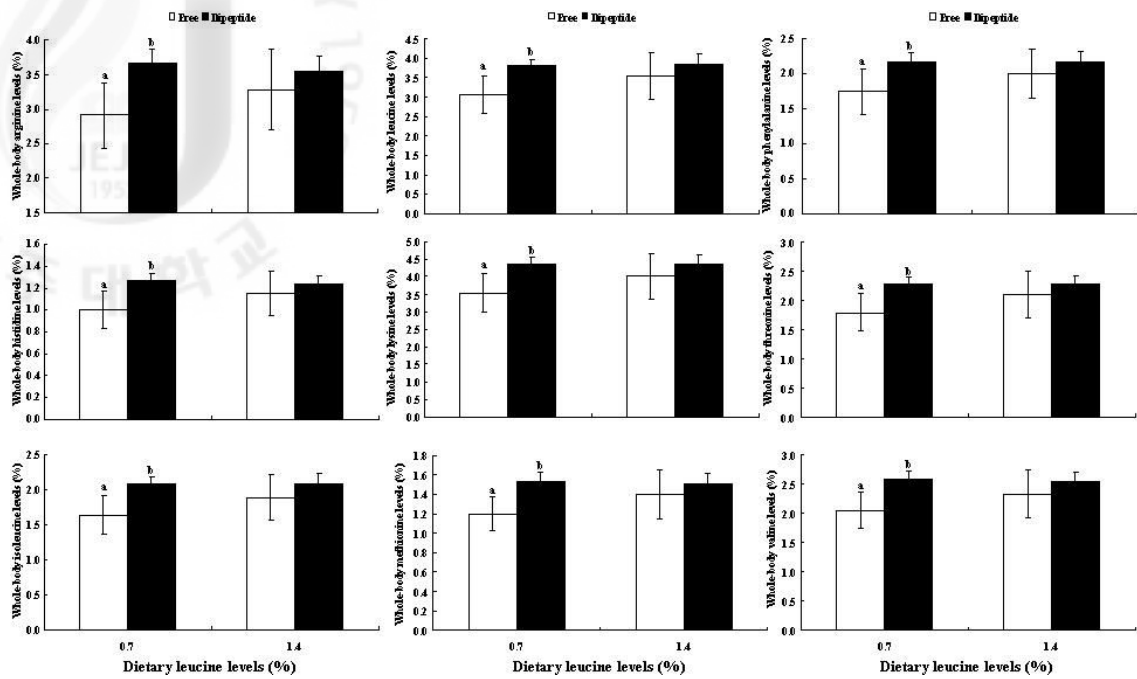 Free Dipeptide
Free Dipeptide
Free Dipeptide
Whole-body arginine levels (%)
4.0
3.5
3.0
2.5
2.0
1.5
a
b
Whole-body leucine levels (%)
4.5
4.0
3.5
3.0
2.5
2.0
1.5
1.0
0.5
0.0
a
b
Whole-body phenylalanine levels (%)
2.5
2.0
1.5
1.0
0.5
0.0
a
b
Whole-body histidine levels (%)
1.6
1.4
1.2
1.0
0.8
0.6
0.4
0.2
0.0
a
b
Whole-body lysine levels (%)
5.0
4.5
4.0
3.5
3.0
2.5
2.0
1.5
1.0
0.5
0.0
a
b
Whole-body threonine levels (%)
3.0
2.5
2.0
1.5
1.0
0.5
0.0
a
b
Whole-body isoleucine levels (%)
2.5
2.0
1.5
1.0
0.5
0.0
a
b
0.7
1.4
Dietary leucine levels (%)
Whole-body methionine levels (%)
1.8
1.6
1.4
1.2
1.0
0.8
0.6
0.4
0.2
0.0
a
b
0.7
1.4
Dietary leucine levels (%)
Whole-body valine levels (%)
3.0
2.5
2.0
1.5
1.0
0.5
0.0
a
b
0.7
1.4
Dietary leucine levels (%)
JEJ
195
대학교